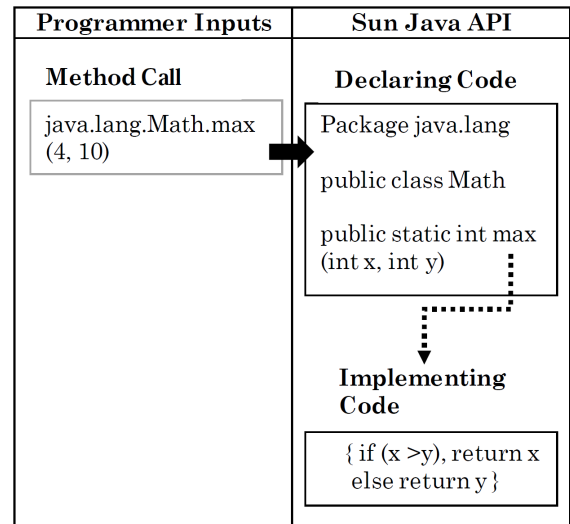 Programmer Inputs
Sun Java API
Method Call
java.lang.Math.max
(4, 10)
Declaring Code
Package java.lang
public class Math
public static int max
(int x, int y)
Implementing
Code
{ if (x >y), return x
else return y }